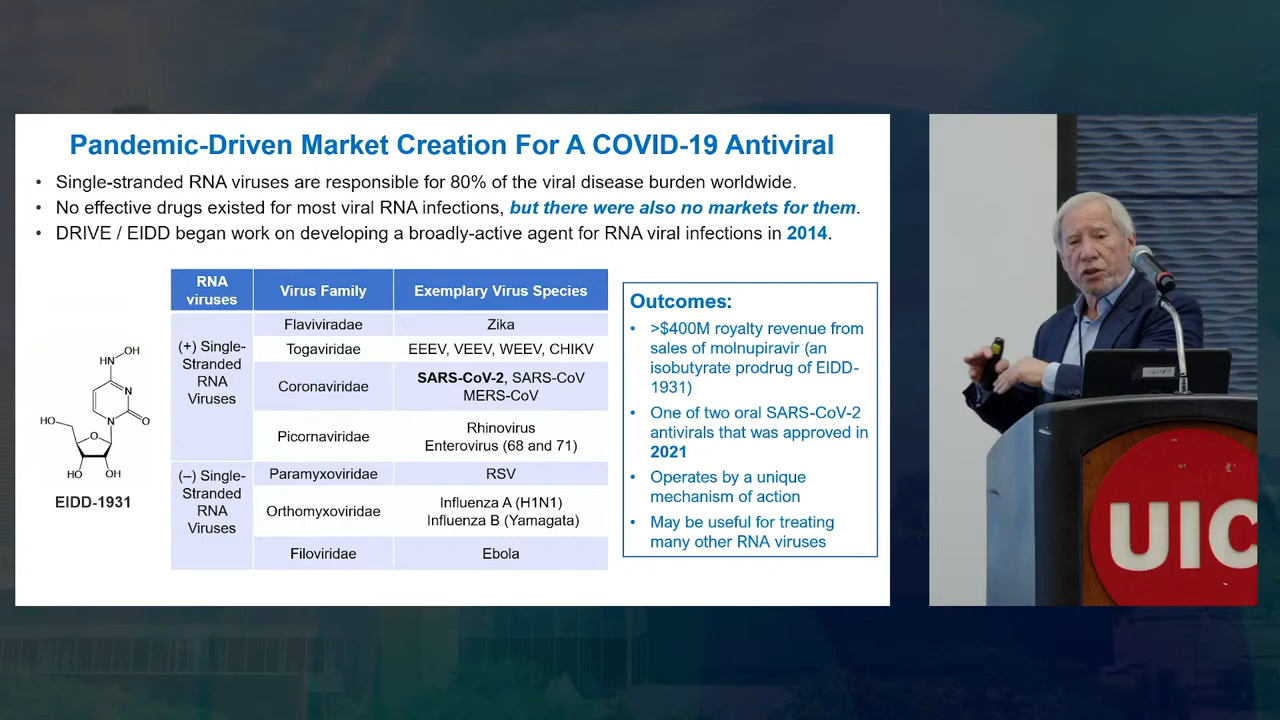 Pandemic-Driven Market Creation For A COVID-19 Antiviral
• Single-stranded RNA viruses are responsible for 80% of the viral disease burden worldwide.
• No effective drugs existed for most viral RNA infections, but there were also no markets for them.
• DRIVE / EIDD began work on developing a broadly-active agent for RNA viral infections in 2014.
HN
OH
N
N
O
HO
O
HO
OH
EIDD-1931
RNA
viruses
Virus Family
Exemplary Virus Species
(+) Single-
Stranded
RNA
Viruses
Flaviviradae
Zika
Togaviridae
EEEV, VEEV, WEEV, CHIKV
Coronaviridae
SARS-CoV-2, SARS-CoV
MERS-CoV
Picornaviridae
Rhinovirus
Enterovirus (68 and 71)
(–) Single-
Stranded
RNA
Viruses
Paramyxoviridae
RSV
Orthomyxoviridae
Influenza A (H1N1)
Influenza B (Yamagata)
Filoviridae
Ebola
Outcomes:
• >$400M royalty revenue from
sales of molnupiravir (an
isobutyrate prodrug of EIDD-
1931)
• One of two oral SARS-CoV-2
antivirals that was approved in
2021
• Operates by a unique
mechanism of action
• May be useful for treating
many other RNA viruses
UIC